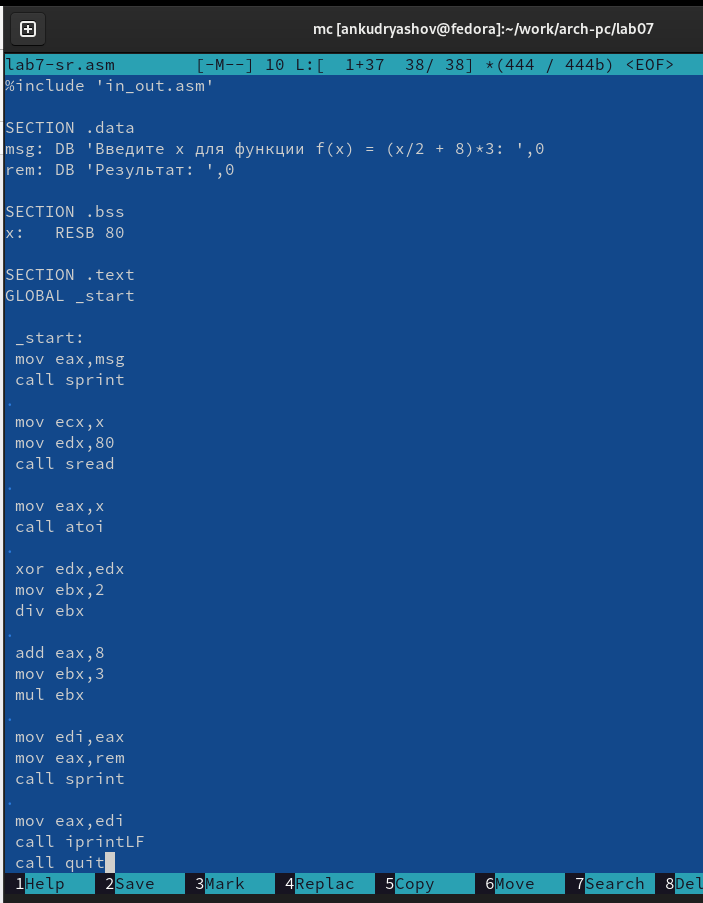 mc [ankudryashov@fedora]:~/work/arch-pc/lab07
lab7-sr.asm        [-M--] 10 L:[  1+37  38/ 38] *(444 / 444b) <EOF>
%include 'in_out.asm'
SECTION .data
msg: DB 'Введите x для функции f(x) = (x/2 + 8)*3: ',0
rem: DB 'Результат: ',0
SECTION .bss
x:   RESB 80
SECTION .text
GLOBAL _start
_start:
mov eax,msg
call sprint
mov ecx,x
mov edx,80
call sread
mov eax,x
call atoi
xor edx,edx
mov ebx,2
div ebx
add eax,8
mov ebx,3
mul ebx
mov edi,eax
mov eax,rem
call sprint
mov eax,edi
call iprintLF
call quit
1Help  2Save  3Mark  4Replac  5Copy  6Move  7Search  8Del